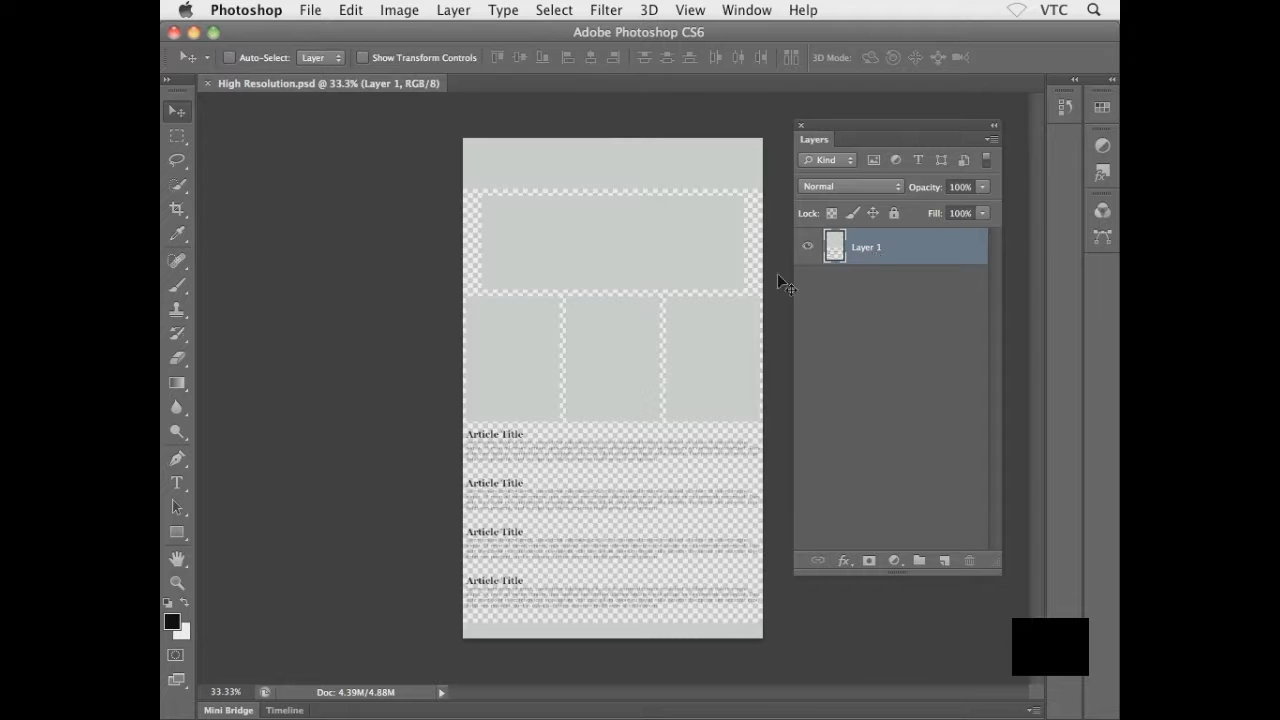 Photoshop File Edit Image Layer Type Select Filter 3D View Window Help VTC
Adobe Photoshop CS6
Auto-Select: Layer Show Transform Controls 3D Mode:
× High Resolution.psd @ 33.3% (Layer 1, RGB/8)
Layers
Kind
Normal Opacity: 100%
Lock: Fill: 100%
Layer 1
Article Title
Article Title
Article Title
Article Title
33.33% Doc: 4.39M/4.88M
Mini Bridge Timeline